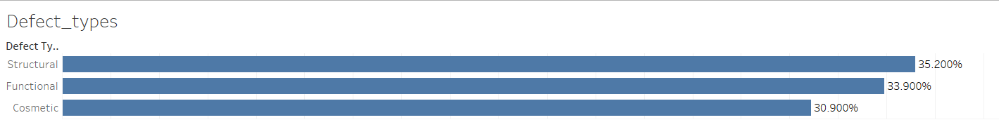 Defect_types
Defect Ty..
Structural 35.200%
Functional 33.900%
Cosmetic 30.900%